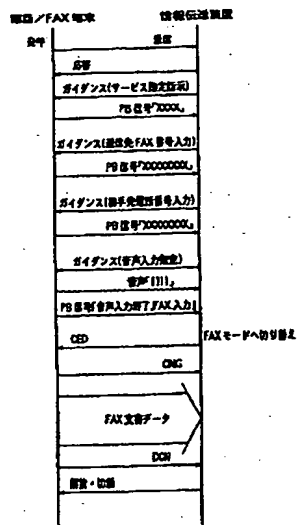 電話/FAX 端末 情報伝達装置
発呼 着信
応答
ガイダンス(サービス指定指示)
PB信号「XXXX」
ガイダンス(送信先FAX番号入力)
PB信号「XXXXXXXX」
ガイダンス(相手先電話番号入力)
PB信号「XXXXXXXX」
ガイダンス(音声入力指定)
音声「
PB信号「音声入力終了,FAX入力」
CED FAXモードへ切り替え
CNG
FAX文書データ
DCN
解放・切断